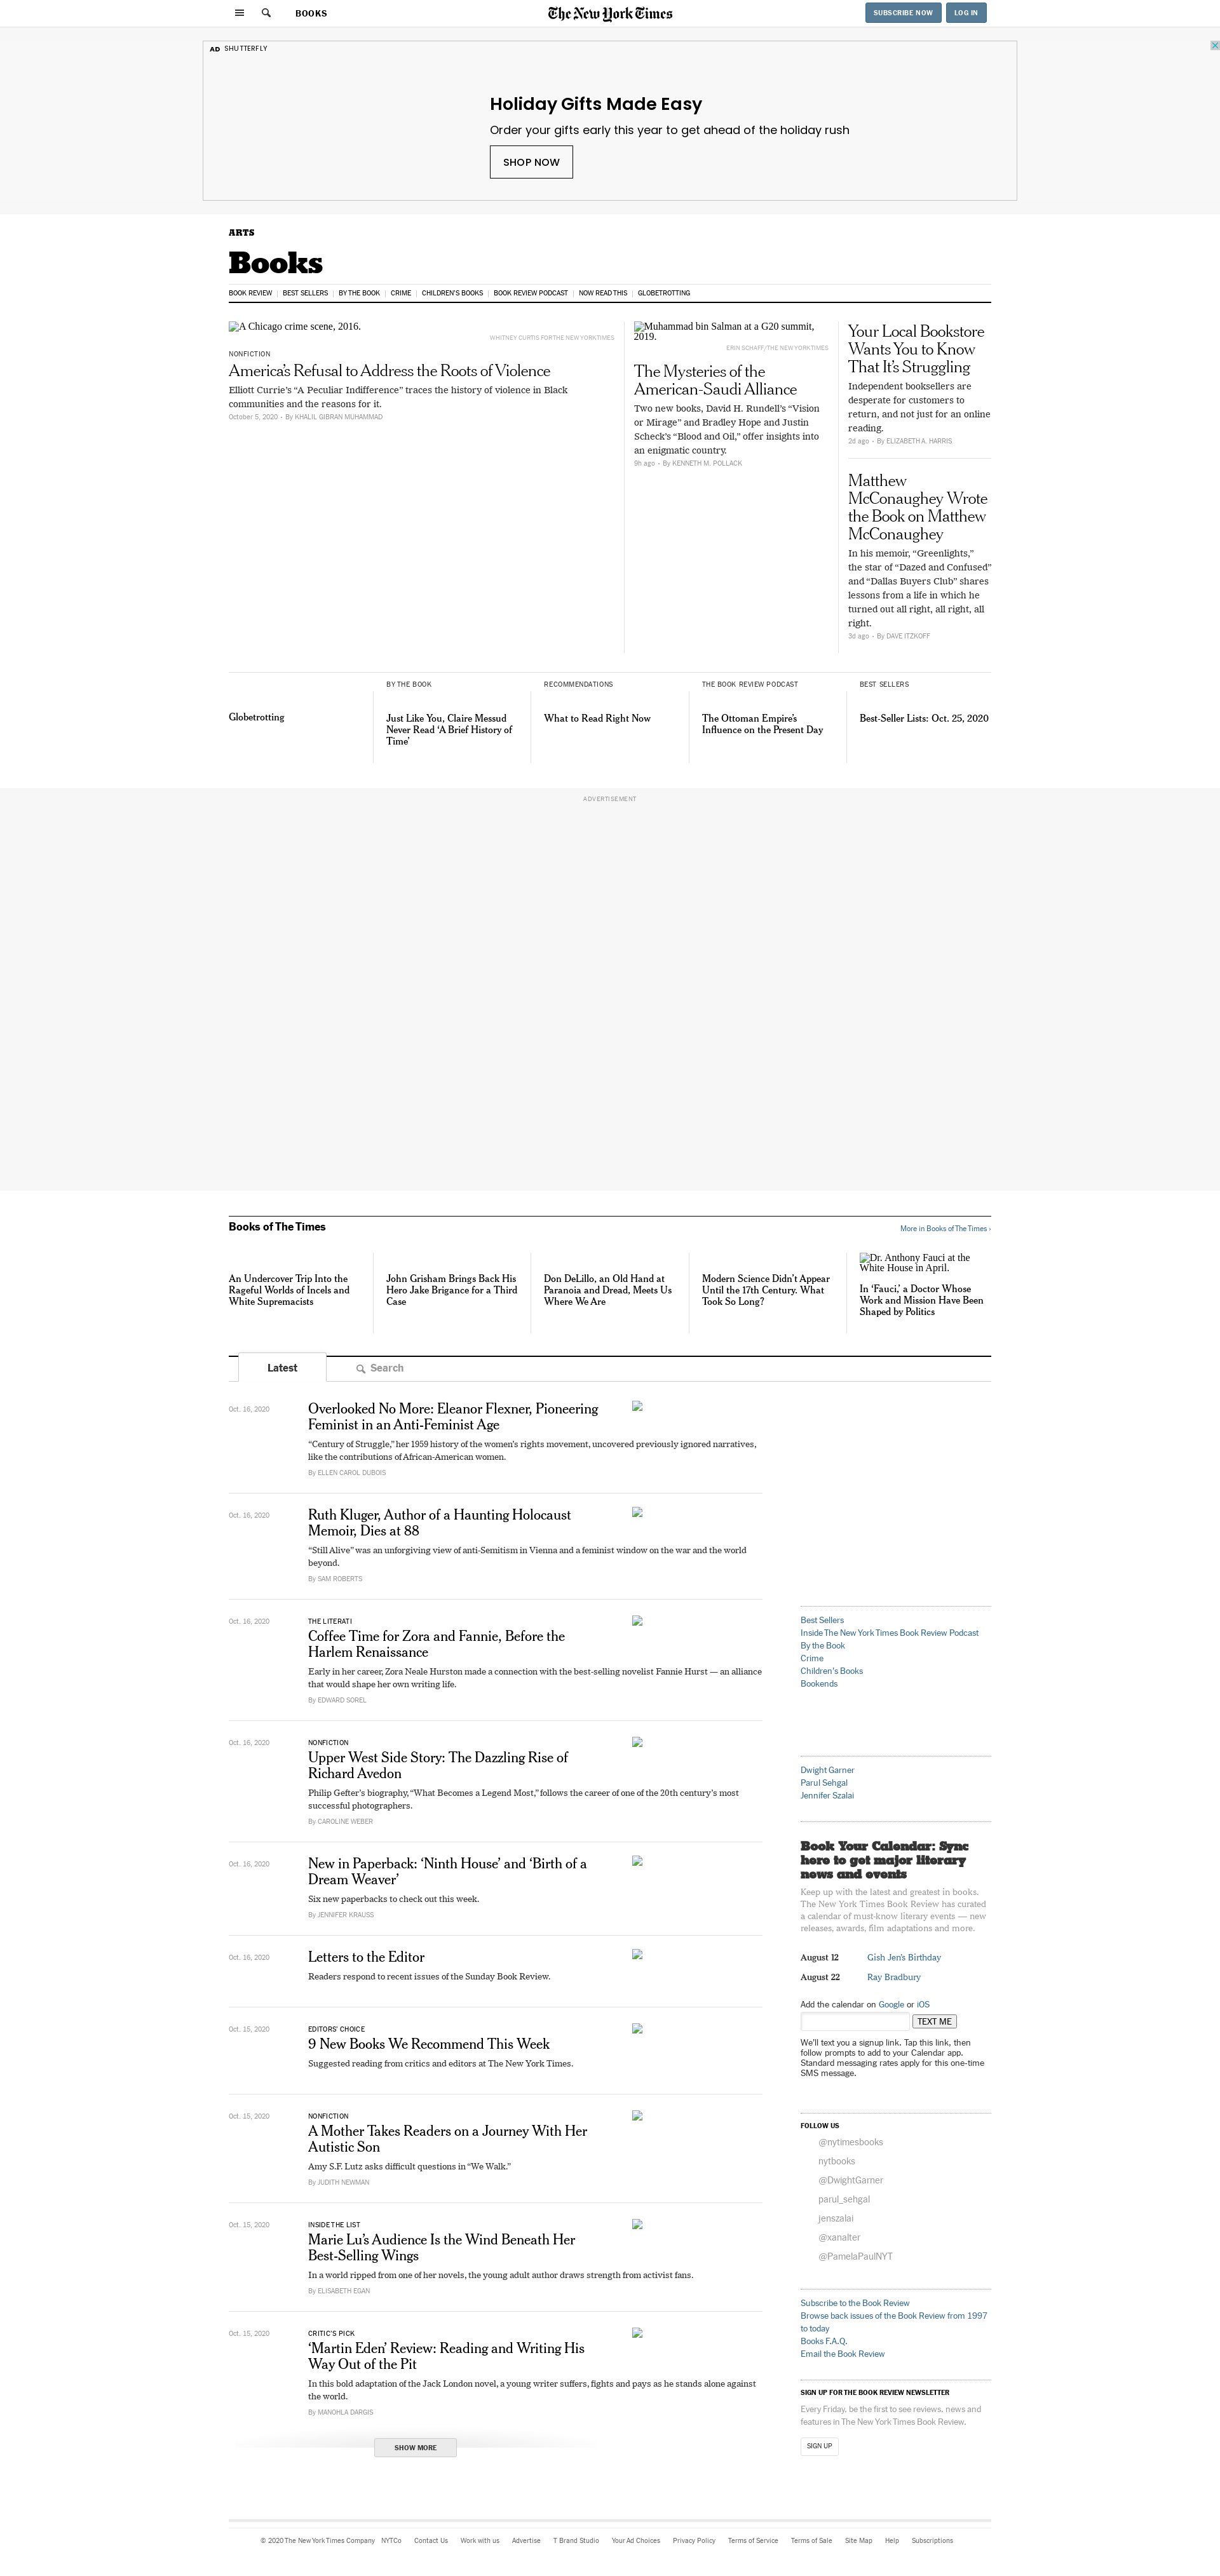 BOOKS
The New York Times
SUBSCRIBE NOW
LOG IN
AD SHUTTERFLY
Holiday Gifts Made Easy
Order your gifts early this year to get ahead of the holiday rush
SHOP NOW
ARTS
Books
BOOK REVIEW | BEST SELLERS | BY THE BOOK | CRIME | CHILDREN'S BOOKS | BOOK REVIEW PODCAST | NOW READ THIS | GLOBETROTTING
A Chicago crime scene, 2016.
WHITNEY CURTIS FOR THE NEW YORK TIMES
NONFICTION
America's Refusal to Address the Roots of Violence
Elliott Currie's “A Peculiar Indifference” traces the history of violence in Black
communities and the reasons for it.
October 5, 2020 - By KHALIL GIBRAN MUHAMMAD
Muhammad bin Salman at a G20 summit,
2019.
ERIN SCHAFF/THE NEW YORK TIMES
The Mysteries of the
American-Saudi Alliance
Two new books, David H. Rundell's “Vision
or Mirage” and Bradley Hope and Justin
Scheck's “Blood and Oil,” offer insights into
an enigmatic country.
9h ago - By KENNETH M. POLLACK
Your Local Bookstore
Wants You to Know
That It's Struggling
Independent booksellers are
desperate for customers to
return, and not just for an online
reading.
2d ago - By ELIZABETH A. HARRIS
Matthew
McConaughey Wrote
the Book on Matthew
McConaughey
In his memoir, “Greenlights,”
the star of “Dazed and Confused”
and “Dallas Buyers Club” shares
lessons from a life in which he
turned out all right, all right, all
right.
3d ago - By DAVE ITZKOFF
Globetrotting
BY THE BOOK
Just Like You, Claire Messud
Never Read ‘A Brief History of
Time’
RECOMMENDATIONS
What to Read Right Now
THE BOOK REVIEW PODCAST
The Ottoman Empire's
Influence on the Present Day
BEST SELLERS
Best-Seller Lists: Oct. 25, 2020
ADVERTISEMENT
Books of The Times
More in Books of The Times ›
An Undercover Trip Into the
Rageful Worlds of Incels and
White Supremacists
John Grisham Brings Back His
Hero Jake Brigance for a Third
Case
Don DeLillo, an Old Hand at
Paranoia and Dread, Meets Us
Where We Are
Modern Science Didn't Appear
Until the 17th Century. What
Took So Long?
Dr. Anthony Fauci at the
White House in April.
In ‘Fauci,’ a Doctor Whose
Work and Mission Have Been
Shaped by Politics
Latest
Search
Oct. 16, 2020
Overlooked No More: Eleanor Flexner, Pioneering
Feminist in an Anti-Feminist Age
“Century of Struggle,” her 1959 history of the women's rights movement, uncovered previously ignored narratives,
like the contributions of African-American women.
By ELLEN CAROL DUBOIS
Oct. 16, 2020
Ruth Kluger, Author of a Haunting Holocaust
Memoir, Dies at 88
“Still Alive” was an unforgiving view of anti-Semitism in Vienna and a feminist window on the war and the world
beyond.
By SAM ROBERTS
Oct. 16, 2020
THE LITERATI
Coffee Time for Zora and Fannie, Before the
Harlem Renaissance
Early in her career, Zora Neale Hurston made a connection with the best-selling novelist Fannie Hurst — an alliance
that would shape her own writing life.
By EDWARD SOREL
Oct. 16, 2020
NONFICTION
Upper West Side Story: The Dazzling Rise of
Richard Avedon
Philip Gefter's biography, “What Becomes a Legend Most,” follows the career of one of the 20th century's most
successful photographers.
By CAROLINE WEBER
Oct. 16, 2020
New in Paperback: ‘Ninth House’ and ‘Birth of a
Dream Weaver’
Six new paperbacks to check out this week.
By JENNIFER KRAUSS
Oct. 16, 2020
Letters to the Editor
Readers respond to recent issues of the Sunday Book Review.
Oct. 15, 2020
EDITORS' CHOICE
9 New Books We Recommend This Week
Suggested reading from critics and editors at The New York Times.
Oct. 15, 2020
NONFICTION
A Mother Takes Readers on a Journey With Her
Autistic Son
Amy S.F. Lutz asks difficult questions in “We Walk.”
By JUDITH NEWMAN
Oct. 15, 2020
INSIDE THE LIST
Marie Lu's Audience Is the Wind Beneath Her
Best-Selling Wings
In a world ripped from one of her novels, the young adult author draws strength from activist fans.
By ELISABETH EGAN
Oct. 15, 2020
CRITIC'S PICK
‘Martin Eden’ Review: Reading and Writing His
Way Out of the Pit
In this bold adaptation of the Jack London novel, a young writer suffers, fights and pays as he stands alone against
the world.
By MANOHLA DARGIS
SHOW MORE
Best Sellers
Inside The New York Times Book Review Podcast
By the Book
Crime
Children's Books
Bookends
Dwight Garner
Parul Sehgal
Jennifer Szalai
Book Your Calendar: Sync
here to get major literary
news and events
Keep up with the latest and greatest in books.
The New York Times Book Review has curated
a calendar of must-know literary events — new
releases, awards, film adaptations and more.
August 12 Gish Jen's Birthday
August 22 Ray Bradbury
Add the calendar on Google or iOS
TEXT ME
We'll text you a signup link. Tap this link, then
follow prompts to add to your Calendar app.
Standard messaging rates apply for this one-time
SMS message.
FOLLOW US
@nytimesbooks
nytbooks
@DwightGarner
parul_sehgal
jenszalai
@xanalter
@PamelaPaulNYT
Subscribe to the Book Review
Browse back issues of the Book Review from 1997
to today
Books F.A.Q.
Email the Book Review
SIGN UP FOR THE BOOK REVIEW NEWSLETTER
Every Friday, be the first to see reviews, news and
features in The New York Times Book Review.
SIGN UP
© 2020 The New York Times Company NYTCo Contact Us Work with us Advertise T Brand Studio Your Ad Choices Privacy Policy Terms of Service Terms of Sale Site Map Help Subscriptions